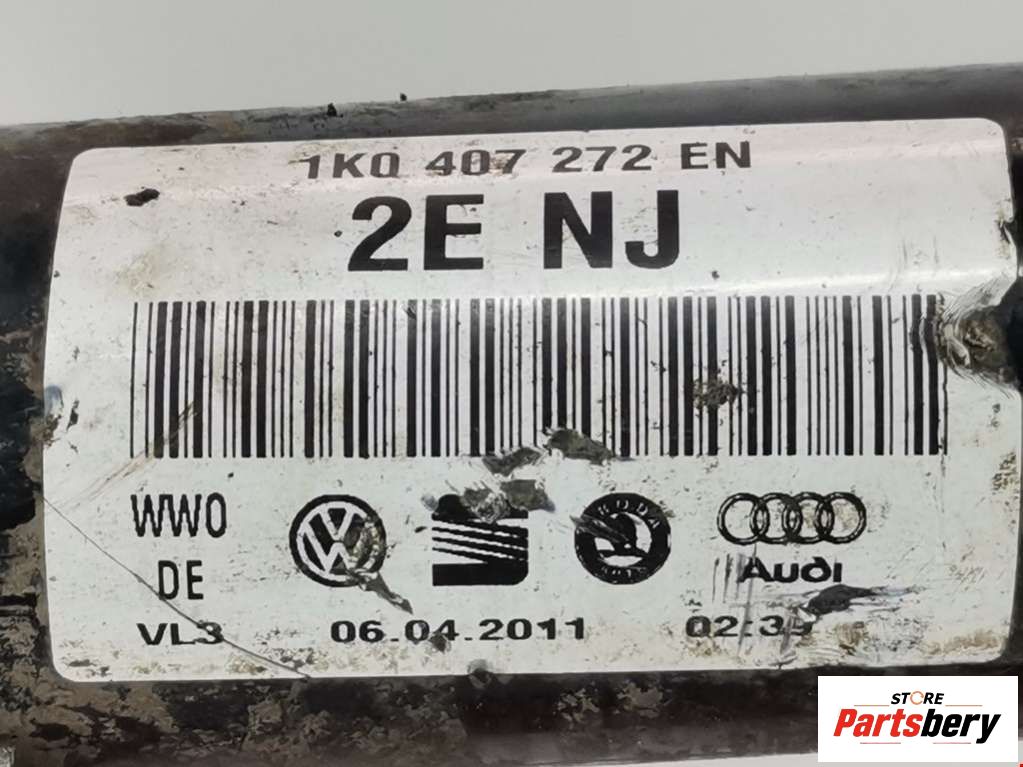 1K0 407 272 EN
2E NJ
WWO
DE
VL3
06.04.2011
Audi
STORE
Partsbery